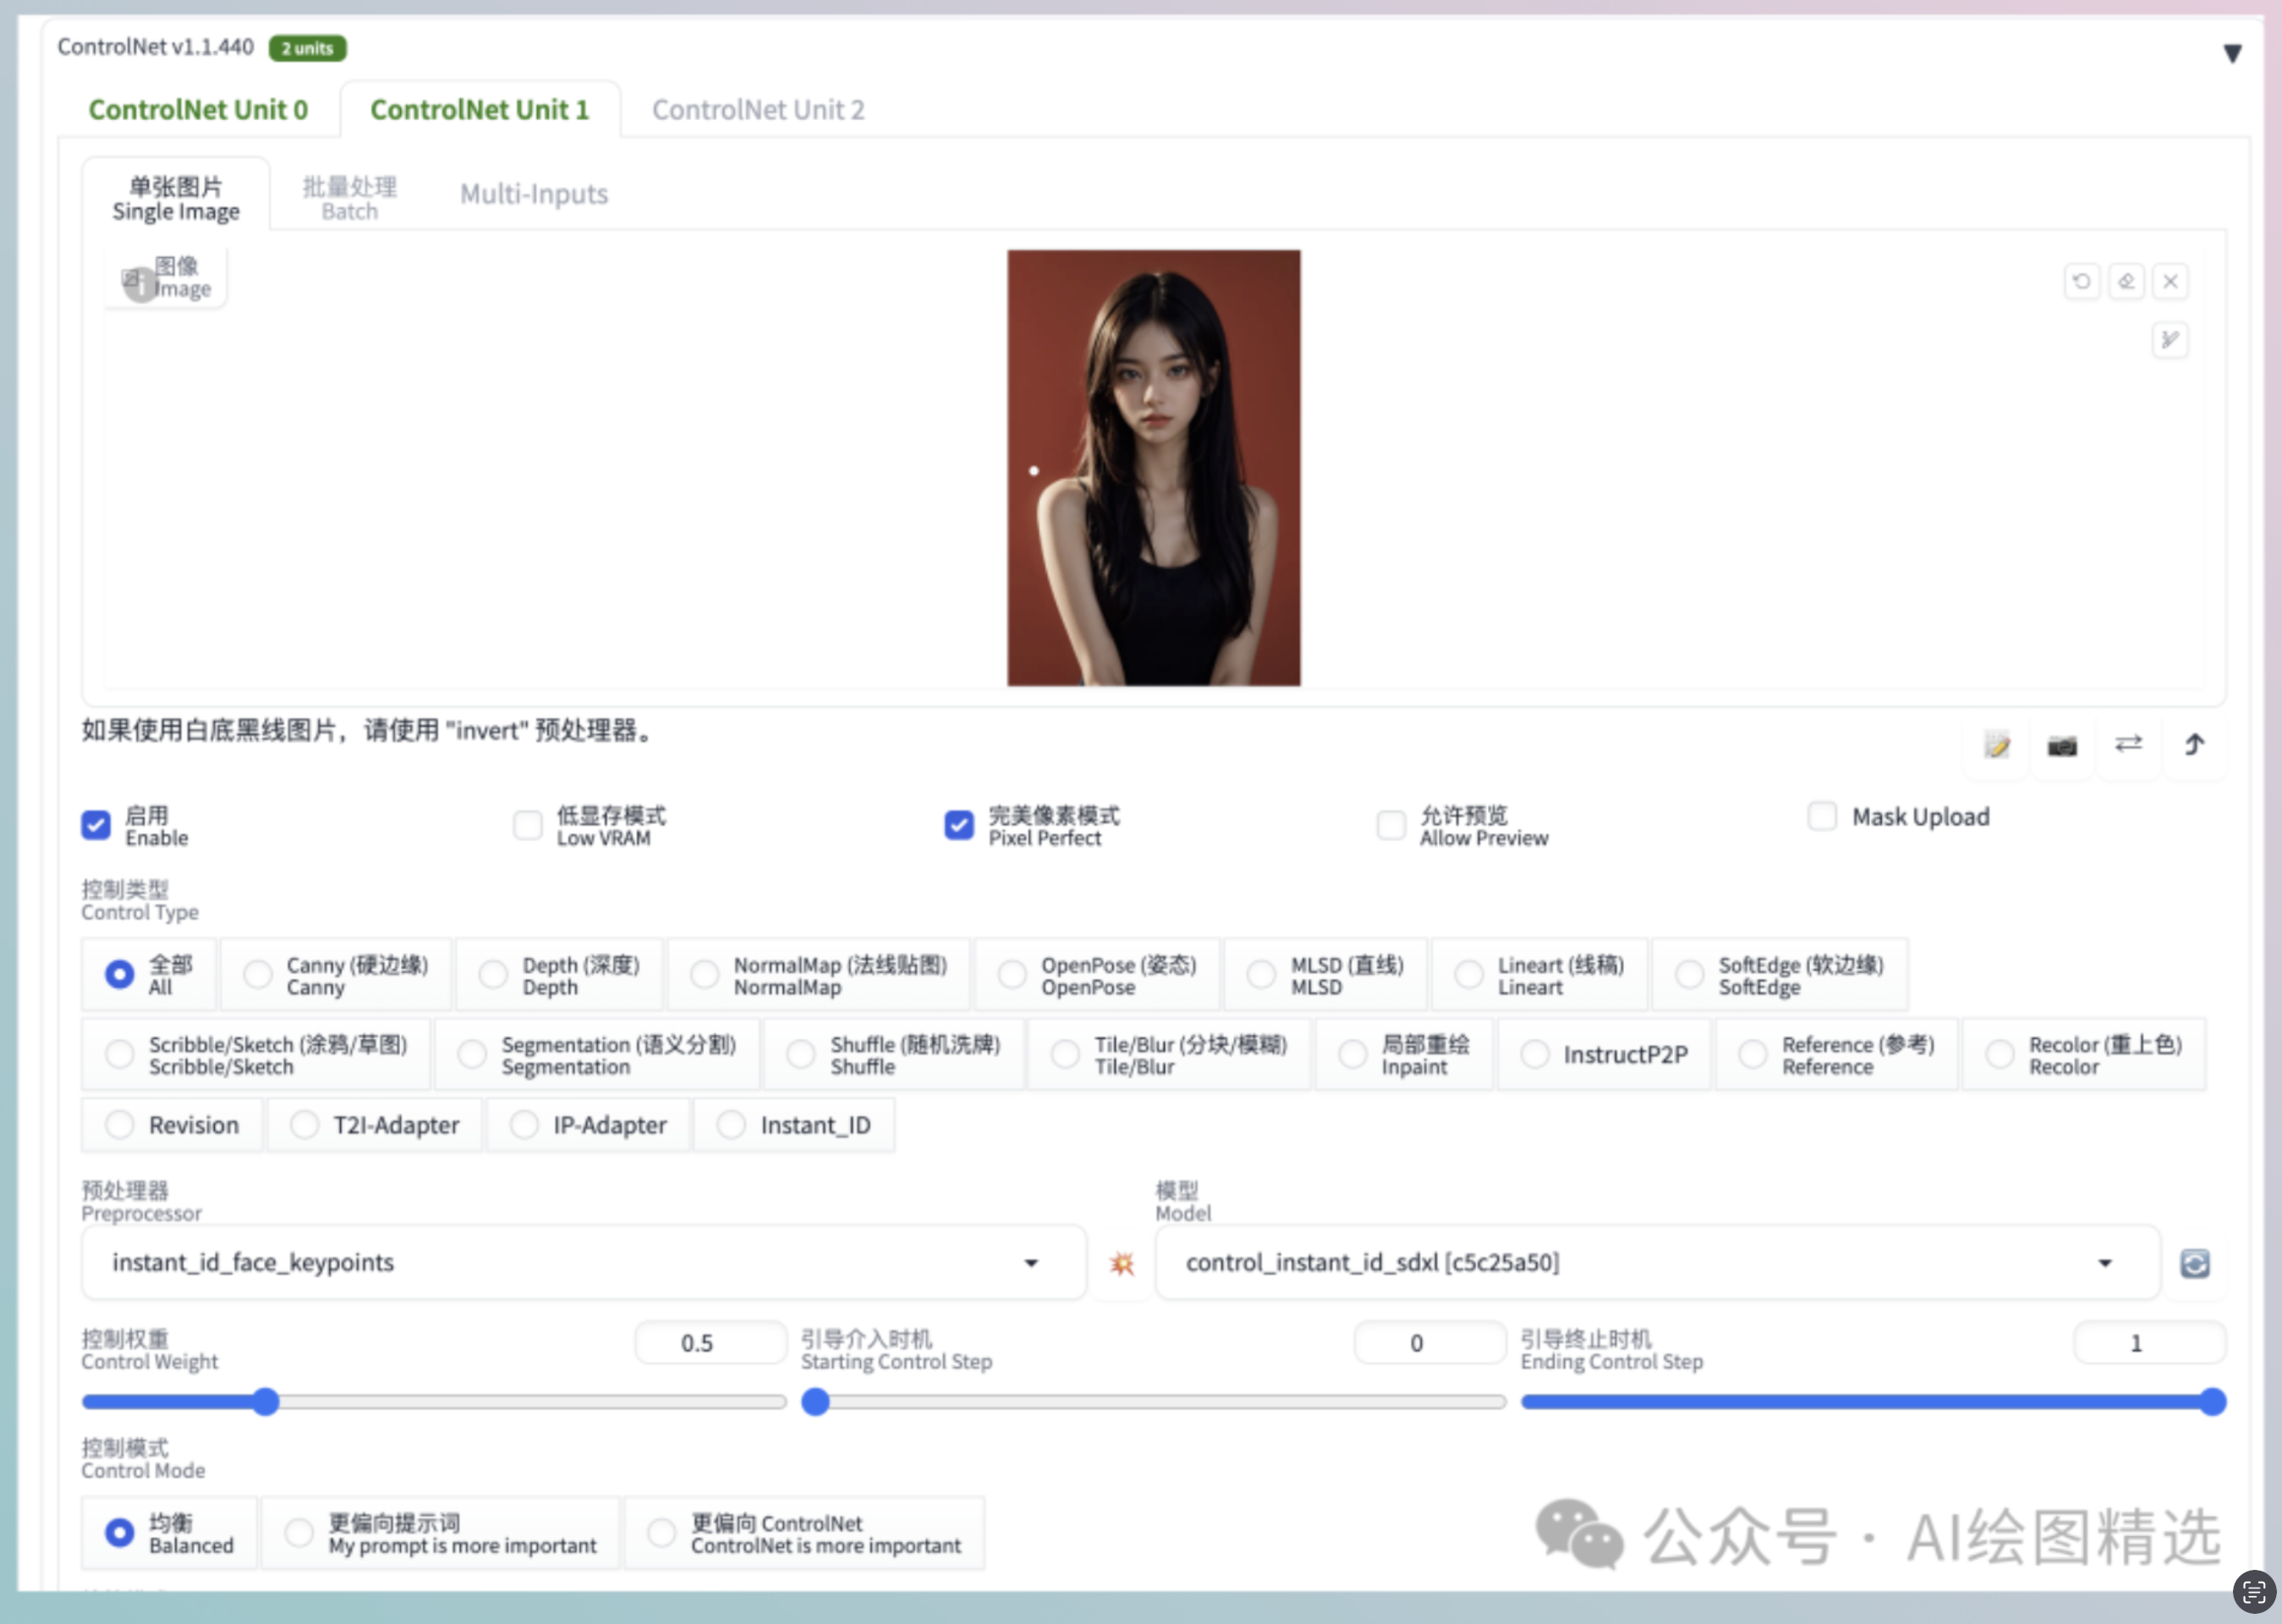 ControlNet v1.1.440 2 units
ControlNet Unit 0 ControlNet Unit 1 ControlNet Unit 2
单张图片 批量处理 Multi-Inputs
Single Image Batch
图像
Image
如果使用白底黑线图片，请使用 "invert" 预处理器。
启用 低显存模式 完美像素模式 允许预览 Mask Upload
Enable Low VRAM Pixel Perfect Allow Preview
控制类型
Control Type
全部 Canny (硬边缘) Depth (深度) NormalMap (法线贴图) OpenPose (姿态) MLSD (直线) Lineart (线稿) SoftEdge (软边缘)
All Canny Depth NormalMap OpenPose MLSD Lineart SoftEdge
Scribble/Sketch (涂鸦/草图) Segmentation (语义分割) Shuffle (随机洗牌) Tile/Blur (分块/模糊) 局部重绘 InstructP2P Reference (参考) Recolor (重上色)
Scribble/Sketch Segmentation Shuffle Tile/Blur Inpaint Reference Recolor
Revision T2I-Adapter IP-Adapter Instant_ID
预处理器 模型
Preprocessor Model
instant_id_face_keypoints control_instant_id_sdxl [c5c25a50]
控制权重 0.5 引导介入时机 0 引导终止时机 1
Control Weight Starting Control Step Ending Control Step
控制模式
Control Mode
均衡 更偏向提示词 更偏向 ControlNet
Balanced My prompt is more important ControlNet is more important
公众号 · AI绘图精选